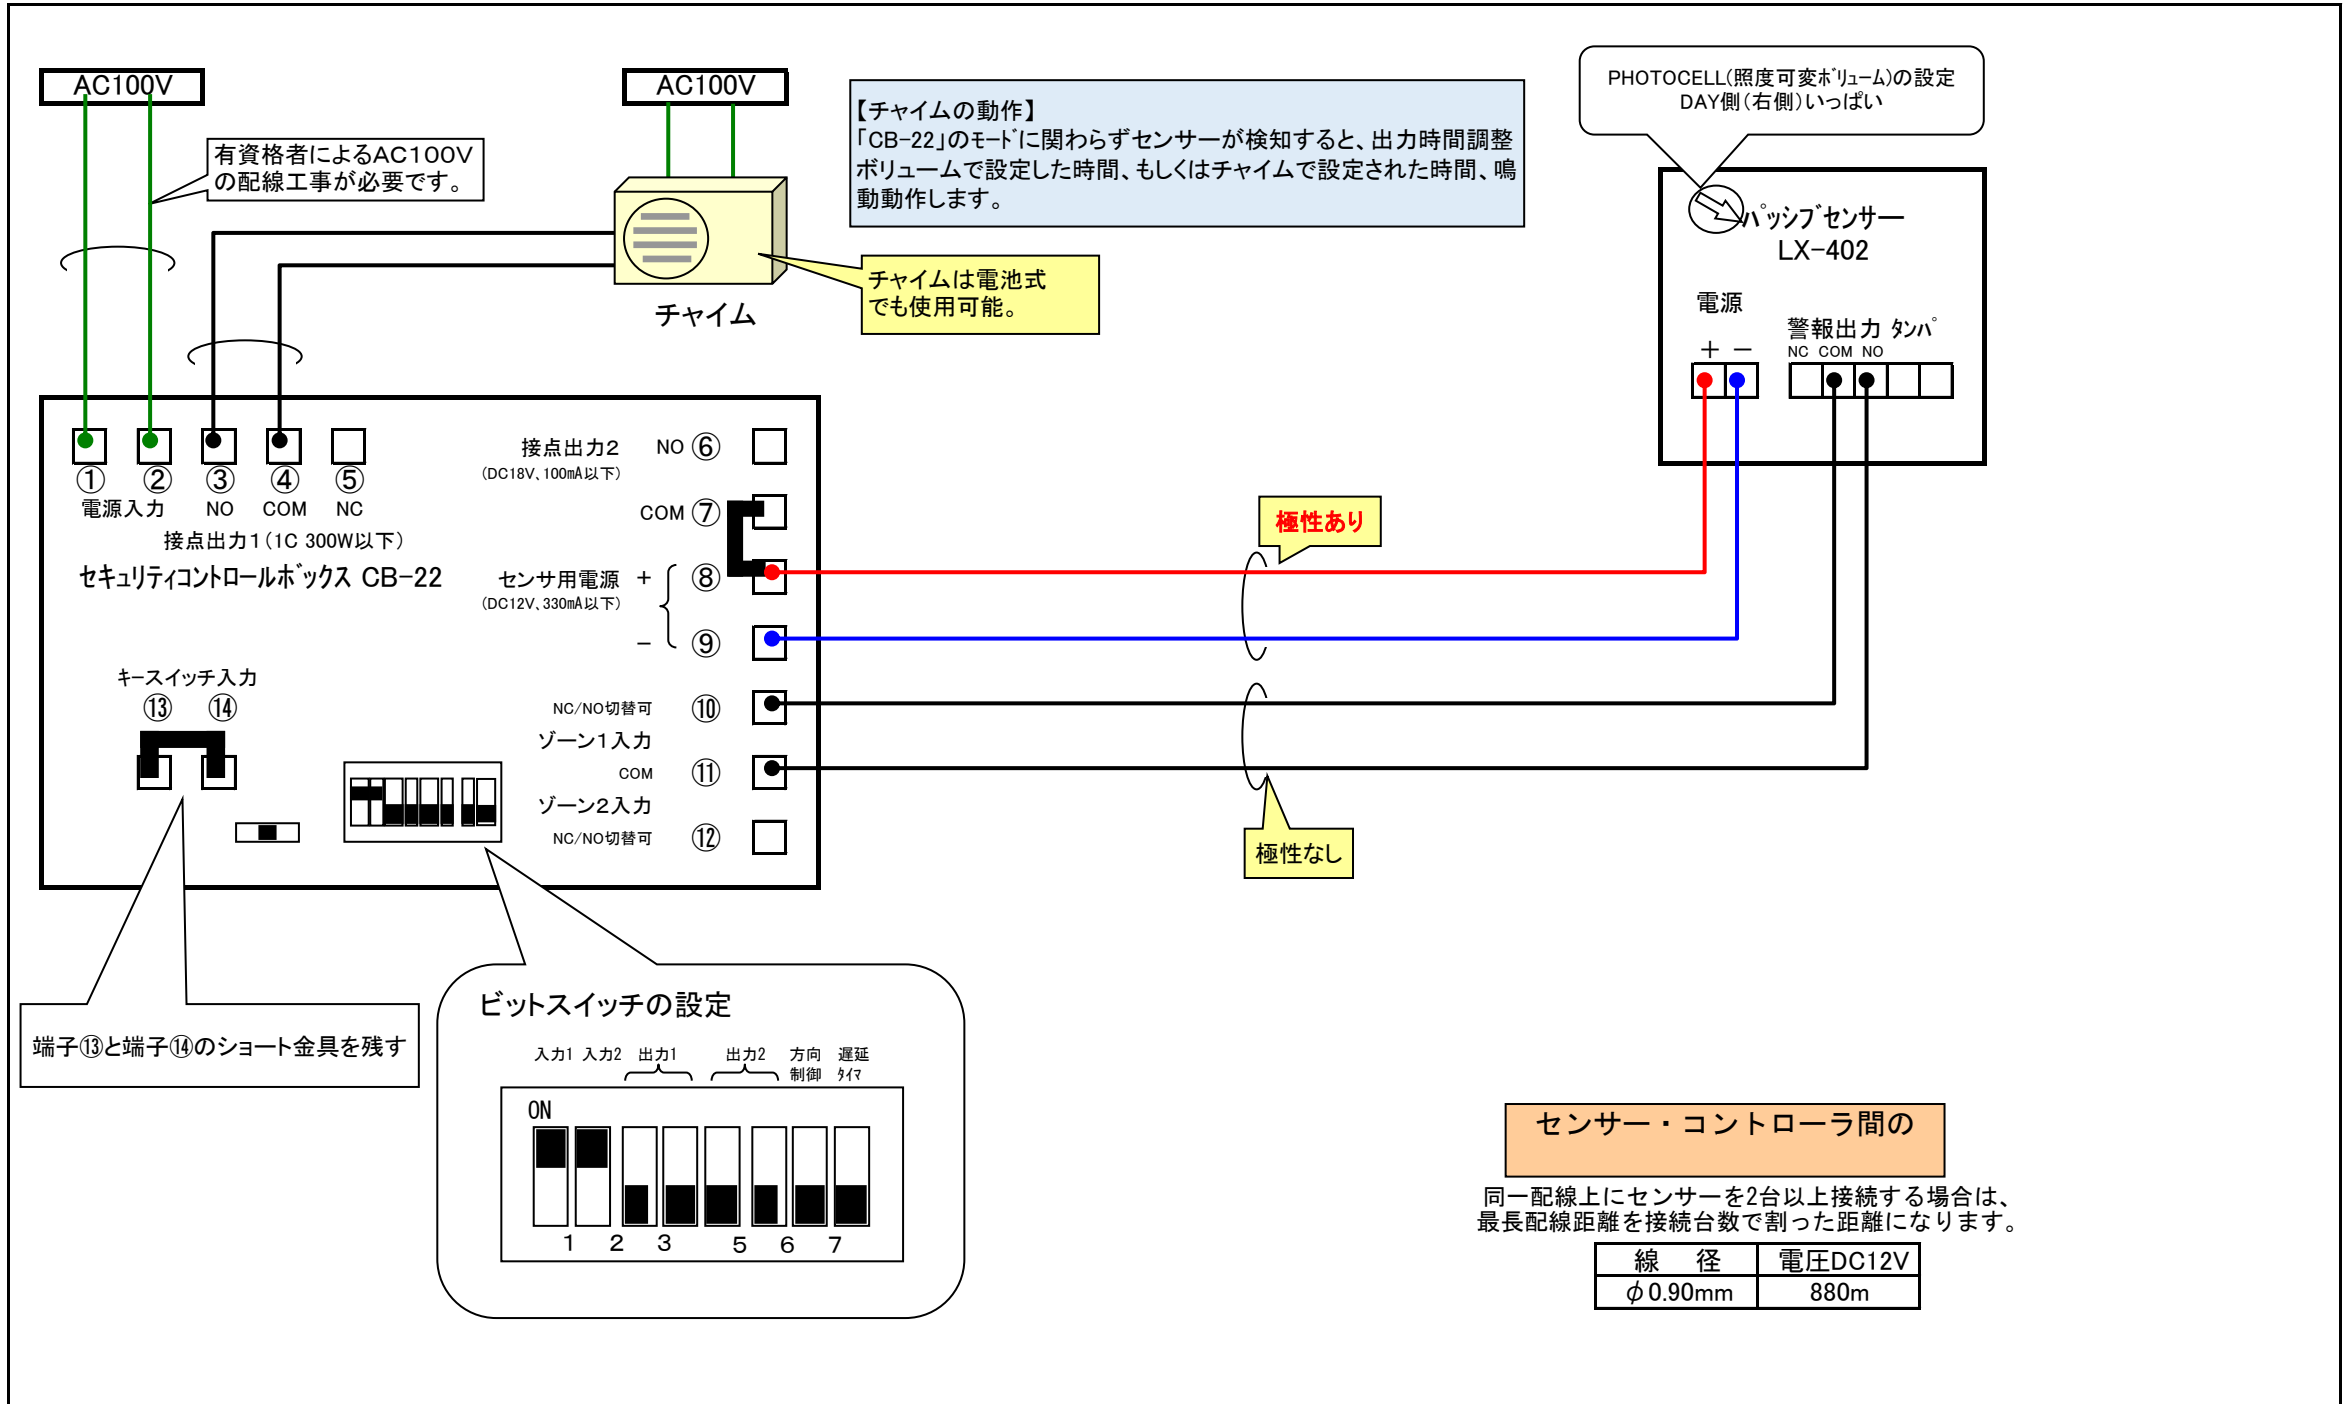 AC100V
AC100V
有資格者によるAC100V
の配線工事が必要です。
【チャイムの動作】
「CB-22」のﾓｰﾄﾞに関わらずセンサーが検知すると、出力時間調整
ボリュームで設定した時間、もしくはチャイムで設定された時間、鳴
動動作します。
PHOTOCELL(照度可変ﾎﾞﾘｭｰﾑ)の設定
DAY側(右側)いっぱい
チャイムは電池式
でも使用可能。
チャイム
ﾊﾟｯｼﾌﾞｾﾝｻｰ
LX-402
電源
+ -
警報出力 ﾀﾝﾊﾟ
NC COM NO
① ② ③ ④ ⑤
電源入力 NO COM NC
接点出力1(1C 300W以下)
セキュリティコントロールボックス CB-22
接点出力2 NO ⑥
(DC18V、100mA以下)
COM ⑦
センサ用電源 + ⑧
(DC12V、330mA以下)
- ⑨
NC/NO切替可 ⑩
ゾーン1入力
COM ⑪
ゾーン2入力
NC/NO切替可 ⑫
キースイッチ入力
⑬ ⑭
極性あり
極性なし
端子⑬と端子⑭のショート金具を残す
ビットスイッチの設定
入力1 入力2 出力1 出力2 方向 遅延
制御 ﾀｲﾏ
ON
1 2 3 5 6 7
センサー・コントローラ間の
同一配線上にセンサーを2台以上接続する場合は、
最長配線距離を接続台数で割った距離になります。
線 径 電圧DC12V
φ0.90mm 880m